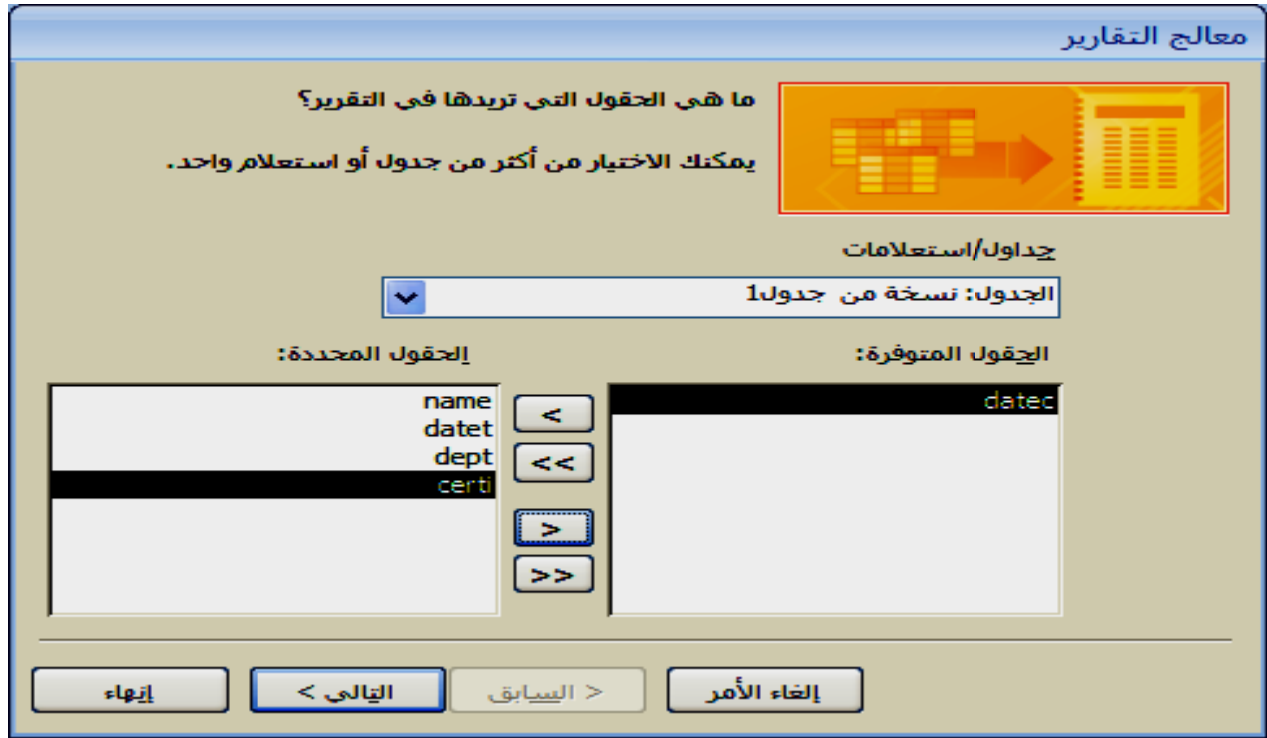 معالج التقارير
ما هي الحقول التي تريدها في التقرير؟
يمكنك الاختيار من أكثر من جدول أو استعلام واحد.
جداول/استعلامات
الجدول: نسخة من جدول1
الحقول المتوفرة:
الحقول المحددة:
datec
name
datet
dept
certi
<
<<
>
>>
إلغاء الأمر
< السابق
التالي >
إنهاء